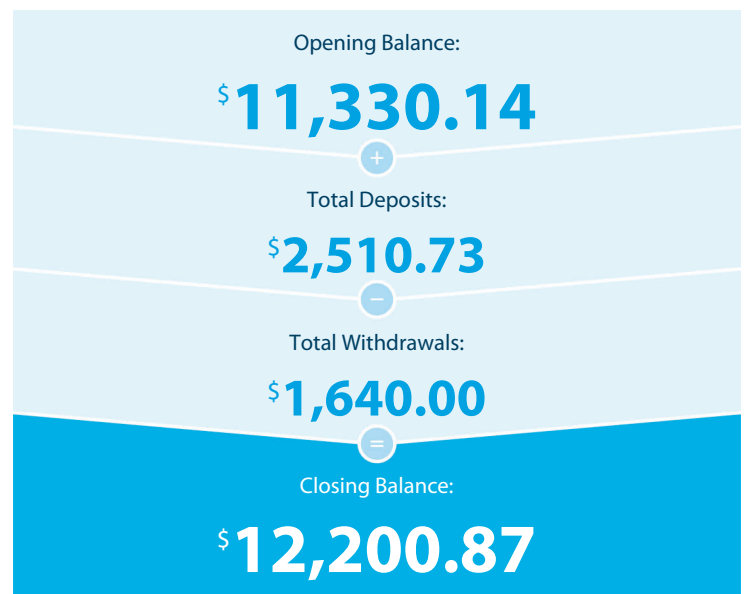 Opening Balance:
$11,330.14
+
Total Deposits:
$2,510.73
−
Total Withdrawals:
$1,640.00
=
Closing Balance:
$12,200.87